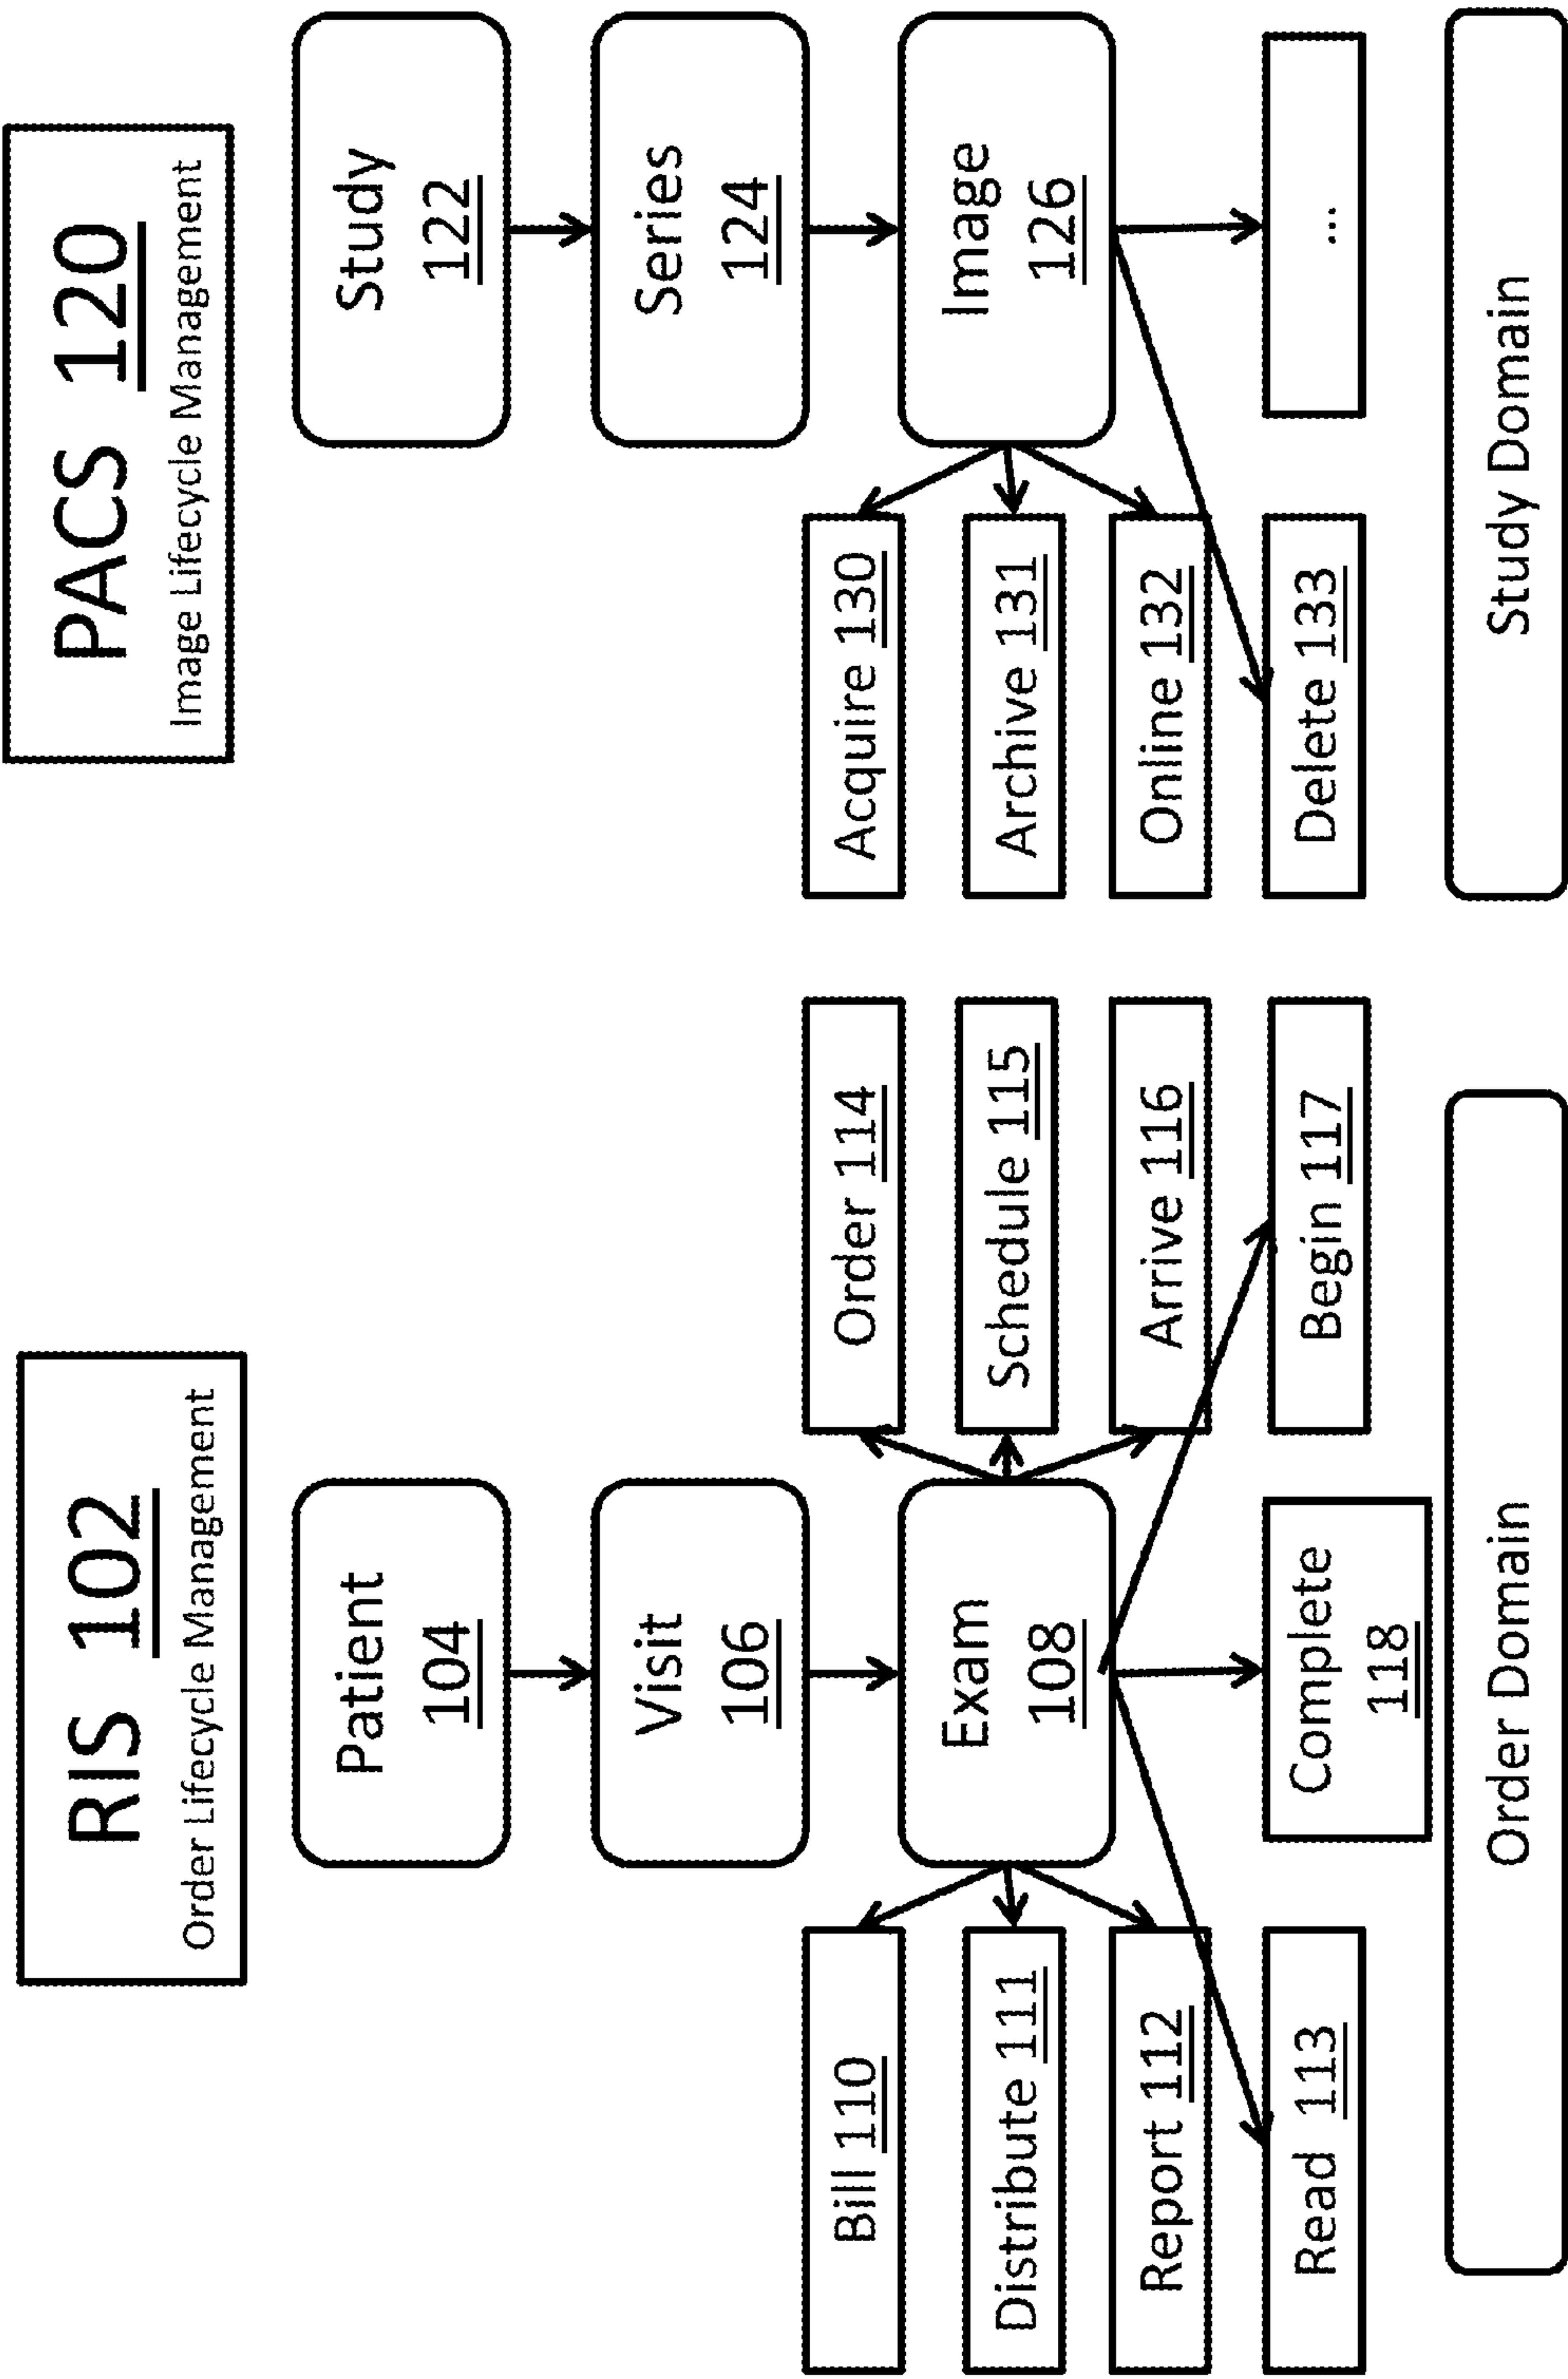 RIS 102
Order Lifecycle Management
PACS 120
Image Lifecycle Management
Patient
104
Study
122
Visit
106
Series
124
Exam
108
Image
126
Bill 110
Order 114
Acquire 130
Distribute 111
Schedule 115
Archive 131
Report 112
Arrive 116
Online 132
Read 113
Complete
118
Begin 117
Delete 133
...
Order Domain
Study Domain